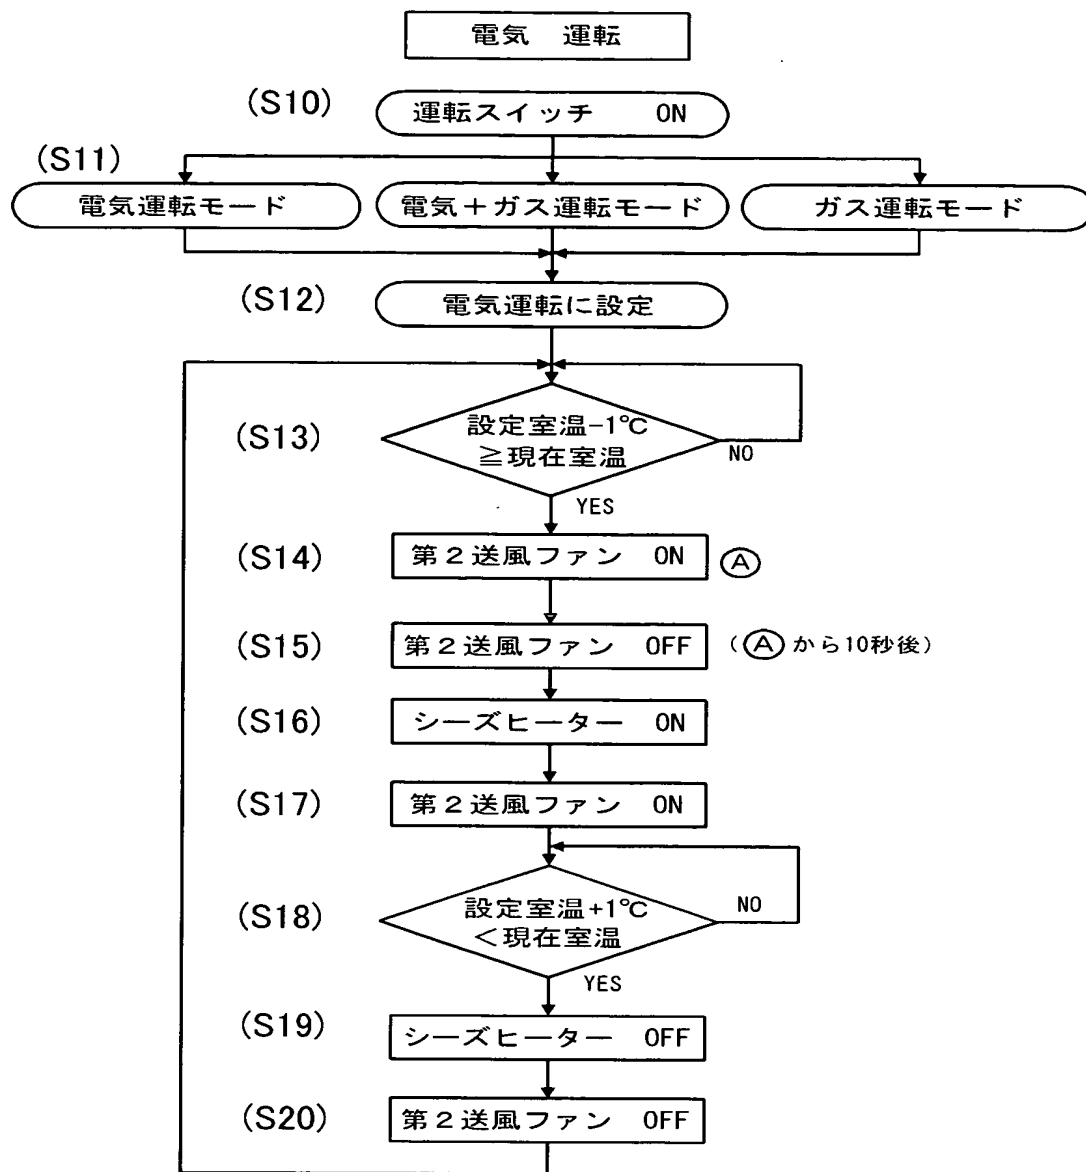 電気　運転
(S10)
運転スイッチ　ON
(S11)
電気運転モード
電気＋ガス運転モード
ガス運転モード
(S12)
電気運転に設定
(S13)
設定室温−1℃
≧現在室温
NO
YES
(S14)
第２送風ファン　ON
Ⓐ
(S15)
第２送風ファン　OFF
（Ⓐから10秒後）
(S16)
シーズヒーター　ON
(S17)
第２送風ファン　ON
(S18)
設定室温+1℃
＜現在室温
NO
YES
(S19)
シーズヒーター　OFF
(S20)
第２送風ファン　OFF